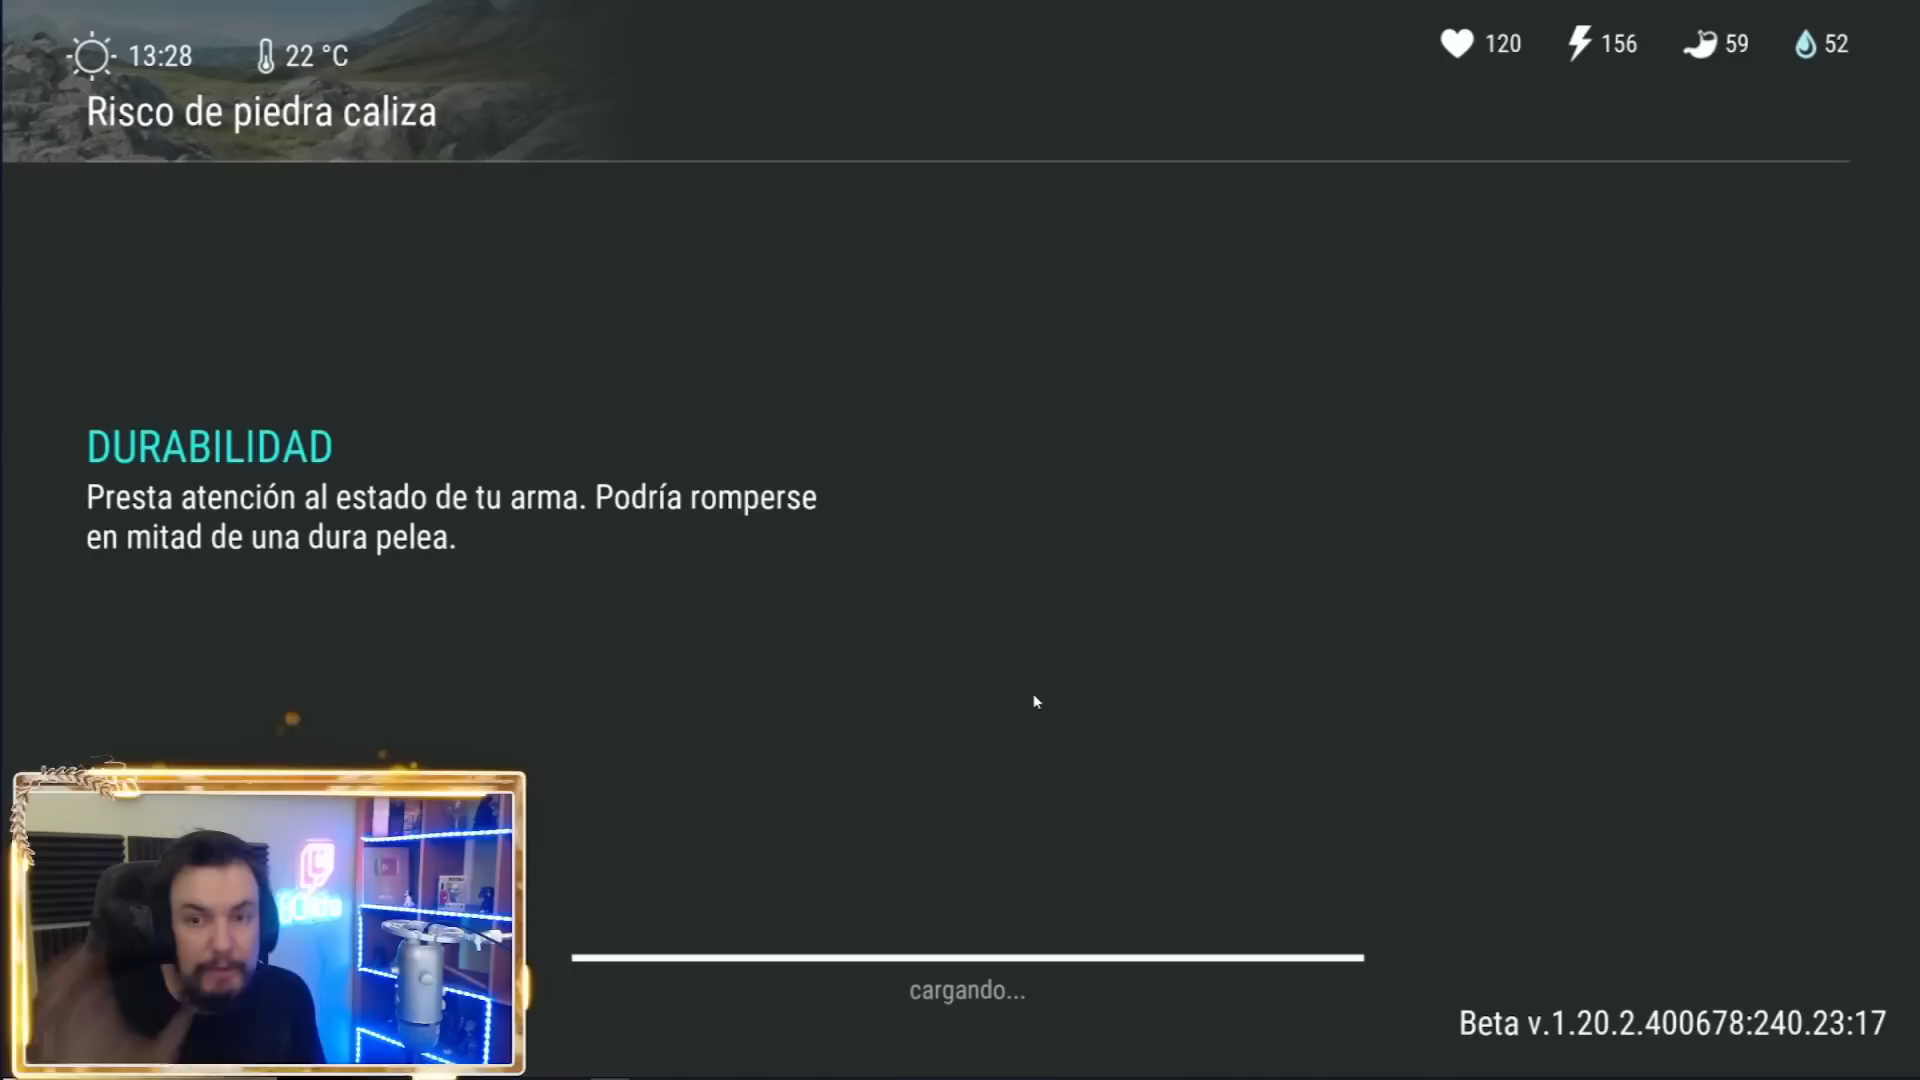 13:28
22 °C
120
156
59
52
Risco de piedra caliza
DURABILIDAD
Presta atención al estado de tu arma. Podría romperse
en mitad de una dura pelea.
cargando...
Beta v.1.20.2.400678:240.23:17